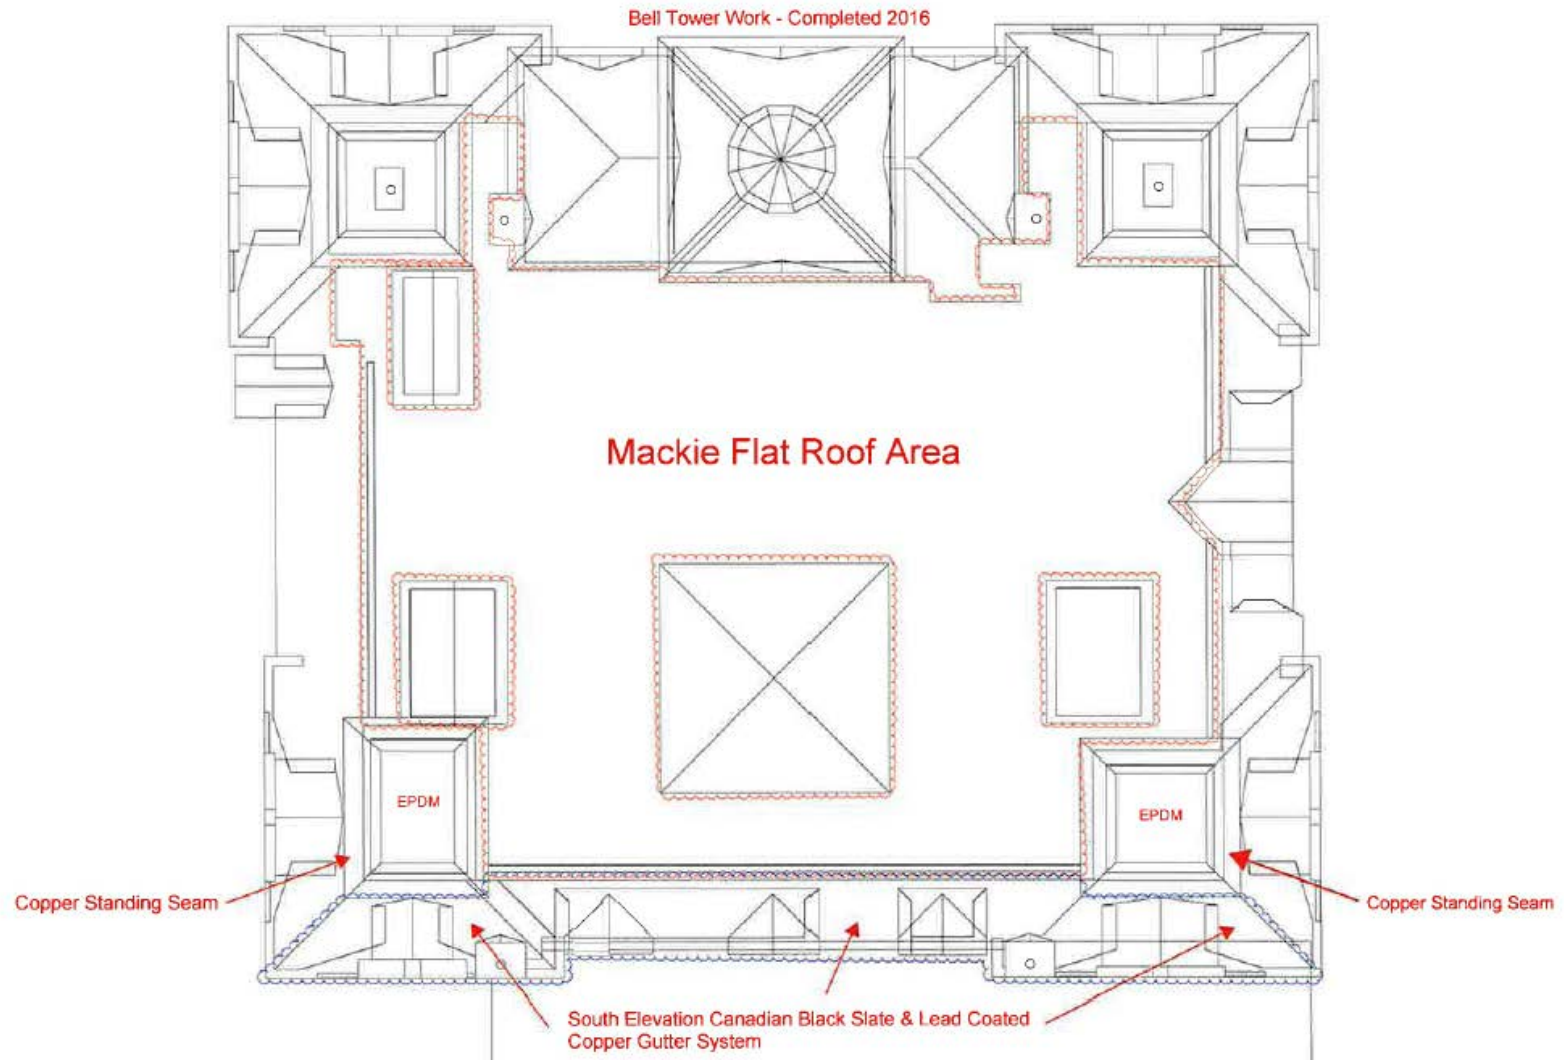 Bell Tower Work - Completed 2016
Mackie Flat Roof Area
EPDM
EPDM
Copper Standing Seam
Copper Standing Seam
South Elevation Canadian Black Slate & Lead Coated
Copper Gutter System